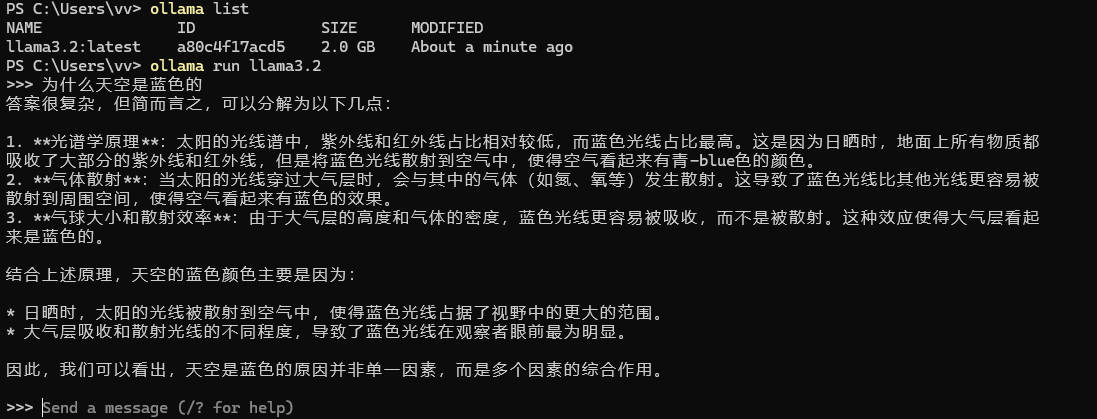 PS C:\Users\vv> ollama list
NAME ID SIZE MODIFIED
llama3.2:latest a80c4f17acd5 2.0 GB About a minute ago
PS C:\Users\vv> ollama run llama3.2
>>> 为什么天空是蓝色的
答案很复杂，但简而言之，可以分解为以下几点：
1. **光谱学原理**：太阳的光线谱中，紫外线和红外线占比相对较低，而蓝色光线占比最高。这是因为日晒时，地面上所有物质都
吸收了大部分的紫外线和红外线，但是将蓝色光线散射到空气中，使得空气看起来有青-blue色的颜色。
2. **气体散射**：当太阳的光线穿过大气层时，会与其中的气体（如氮、氧等）发生散射。这导致了蓝色光线比其他光线更容易被
散射到周围空间，使得空气看起来有蓝色的效果。
3. **气球大小和散射效率**：由于大气层的高度和气体的密度，蓝色光线更容易被吸收，而不是被散射。这种效应使得大气层看起
来是蓝色的。
结合上述原理，天空的蓝色颜色主要是因为：
* 日晒时，太阳的光线被散射到空气中，使得蓝色光线占据了视野中的更大的范围。
* 大气层吸收和散射光线的不同程度，导致了蓝色光线在观察者眼前最为明显。
因此，我们可以看出，天空是蓝色的原因并非单一因素，而是多个因素的综合作用。
>>> Send a message (/? for help)